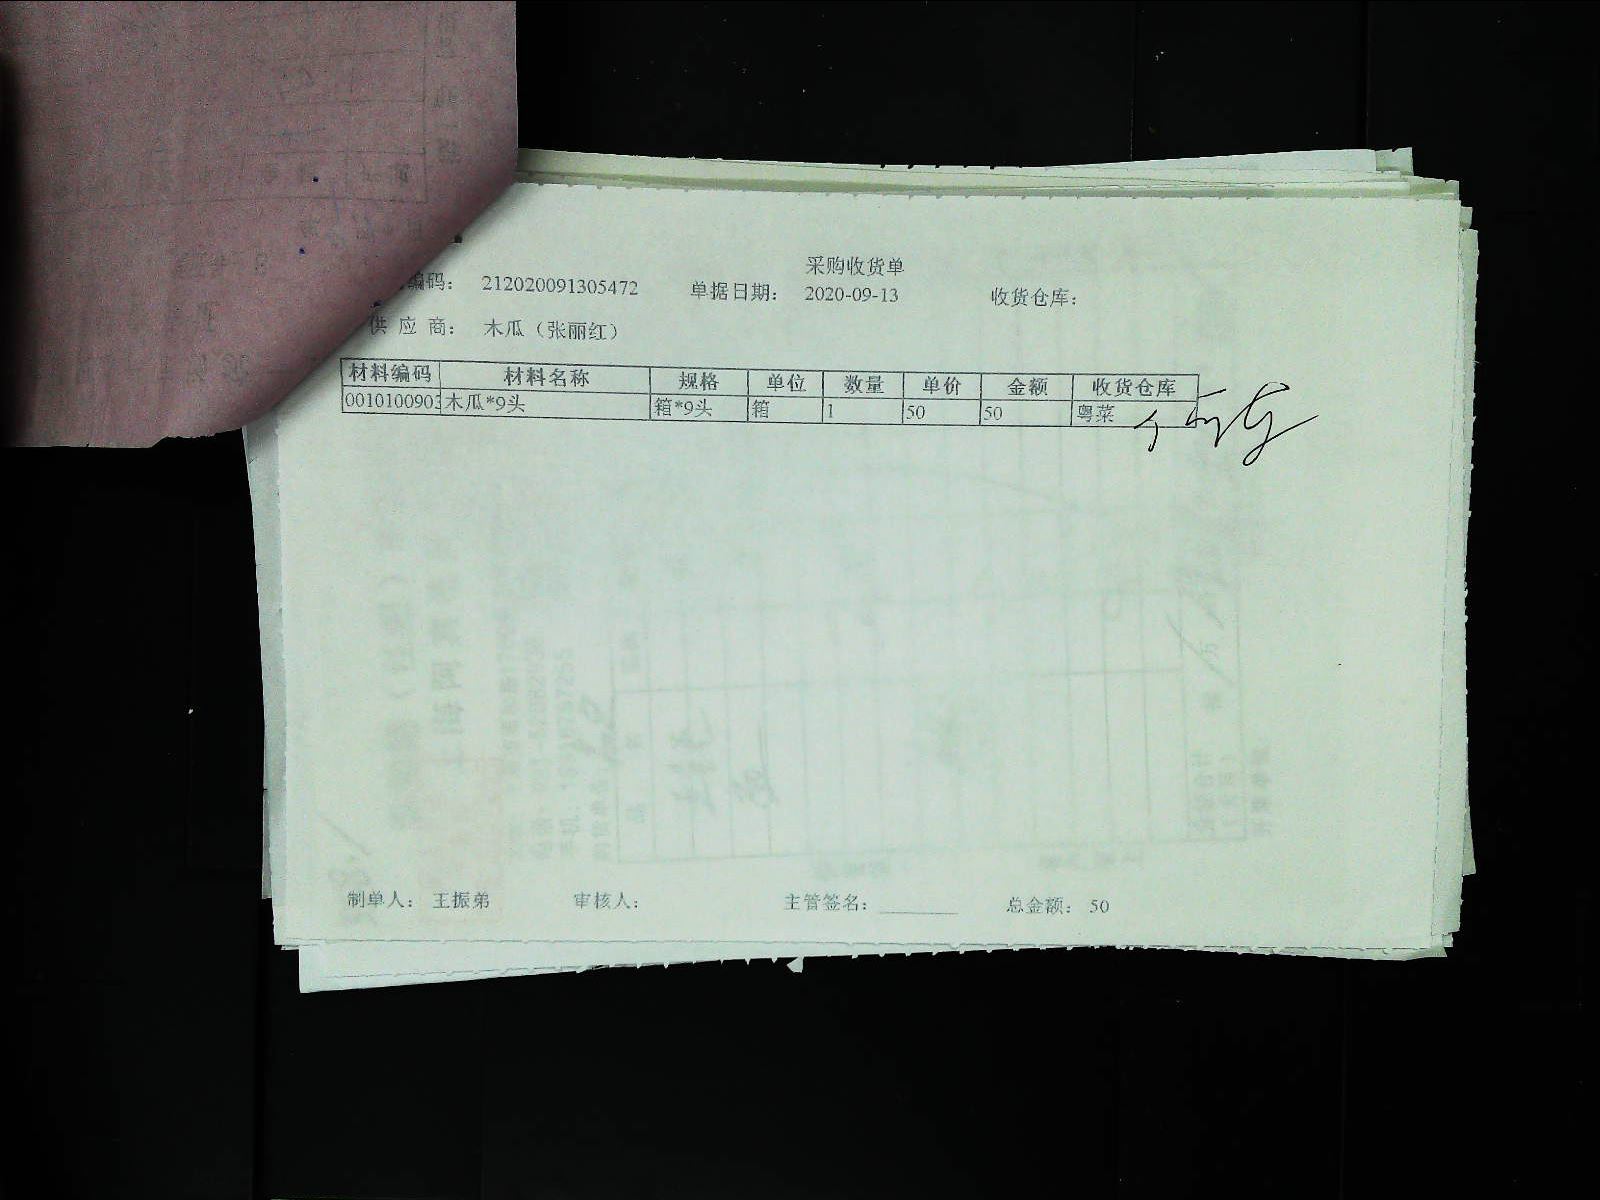 采购收货单
编码： 212020091305472 单据日期： 2020-09-13 收货仓库：
供 应 商： 木瓜（张丽红）
材料编码 材料名称 规格 单位 数量 单价 金额 收货仓库
0010100903 木瓜*9头 箱*9头 箱 1 50 50 粤菜
制单人： 王振弟 审核人： 主管签名：________ 总金额： 50